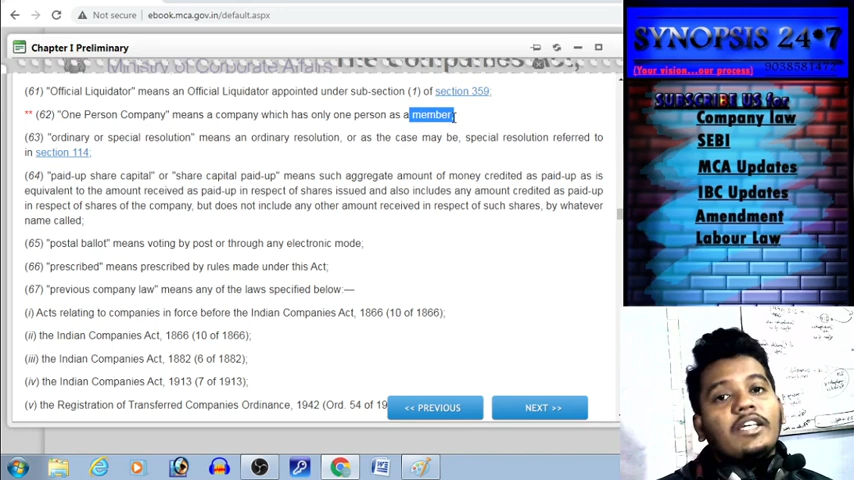 Not secure | ebook.mca.gov.in/default.aspx
Chapter I Preliminary
Ministry of Corporate Affairs
(61) "Official Liquidator" means an Official Liquidator appointed under sub-section (1) of section 359;
** (62) "One Person Company" means a company which has only one person as a member;
(63) "ordinary or special resolution" means an ordinary resolution, or as the case may be, special resolution referred to
in section 114;
(64) "paid-up share capital" or "share capital paid-up" means such aggregate amount of money credited as paid-up as is
equivalent to the amount received as paid-up in respect of shares issued and also includes any amount credited as paid-up
in respect of shares of the company, but does not include any other amount received in respect of such shares, by whatever
name called;
(65) "postal ballot" means voting by post or through any electronic mode;
(66) "prescribed" means prescribed by rules made under this Act;
(67) "previous company law" means any of the laws specified below:—
(i) Acts relating to companies in force before the Indian Companies Act, 1866 (10 of 1866);
(ii) the Indian Companies Act, 1866 (10 of 1866);
(iii) the Indian Companies Act, 1882 (6 of 1882);
(iv) the Indian Companies Act, 1913 (7 of 1913);
(v) the Registration of Transferred Companies Ordinance, 1942 (Ord. 54 of 19
<< PREVIOUS
NEXT >>
SYNOPSIS 24*7
9038581477
(Your vision...our process)
SUBSCRIBE US for
Company law
SEBI
MCA Updates
IBC Updates
Amendment
Labour Law